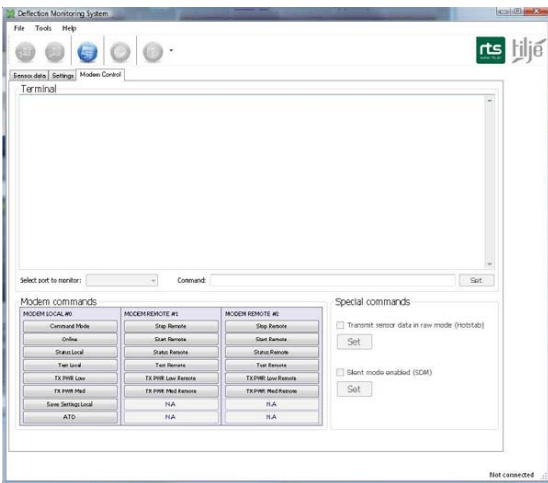 Deflection Monitoring System
File Tools Help
rts filjé
Sensor data Settings Modem Control
Terminal
Select port to monitor: Command: Set
Modem commands
Special commands
MODEM LOCAL #0 MODEM REMOTE #1 MODEM REMOTE #2
Command Mode Stop Remote Stop Remote
Online Start Remote Start Remote
Status Local Status Remote Status Remote
Test Local Test Remote Test Remote
TX PWR Low TX PWR Low Remote TX PWR Low Remote
TX PWR Med TX PWR Med Remote TX PWR Med Remote
Save Settings Local N.A N.A
ATO N.A N.A
Transmit sensor data in raw mode (Hotstab)
Set
Silent mode enabled (SDM)
Set
Not connected